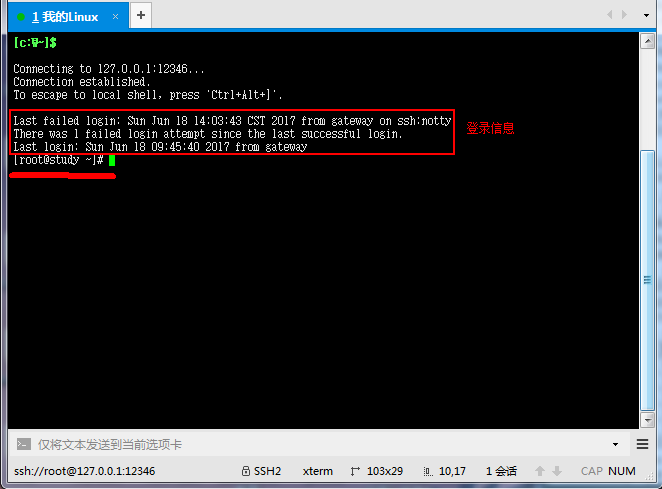 1 我的Linux
[c:\~]$
Connecting to 127.0.0.1:12346...
Connection established.
To escape to local shell, press 'Ctrl+Alt+]'.
Last failed login: Sun Jun 18 14:03:43 CST 2017 from gateway on ssh:notty
There was 1 failed login attempt since the last successful login.
Last login: Sun Jun 18 09:45:40 2017 from gateway
登录信息
[root@study ~]#
仅将文本发送到当前选项卡
ssh://root@127.0.0.1:12346 SSH2 xterm 103x29 10,17 1 会话 CAP NUM